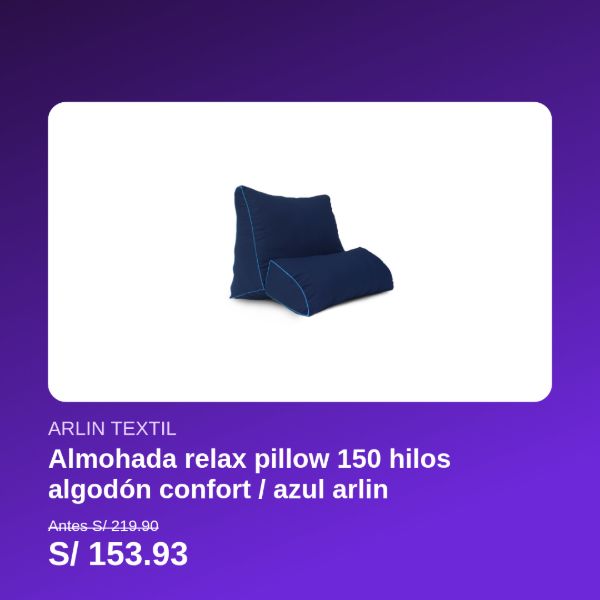 ARLIN TEXTIL
Almohada relax pillow 150 hilos
algodón confort / azul arlin
Antes S/ 219.90
S/ 153.93